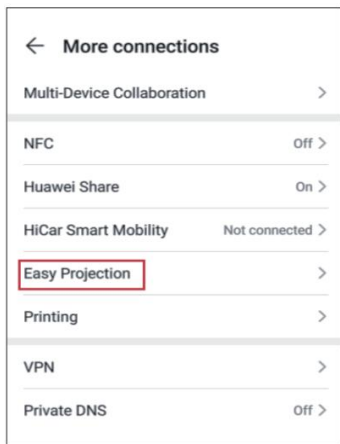 More connections
Multi-Device Collaboration
NFC Off
Huawei Share On
HiCar Smart Mobility Not connected
Easy Projection
Printing
VPN
Private DNS Off